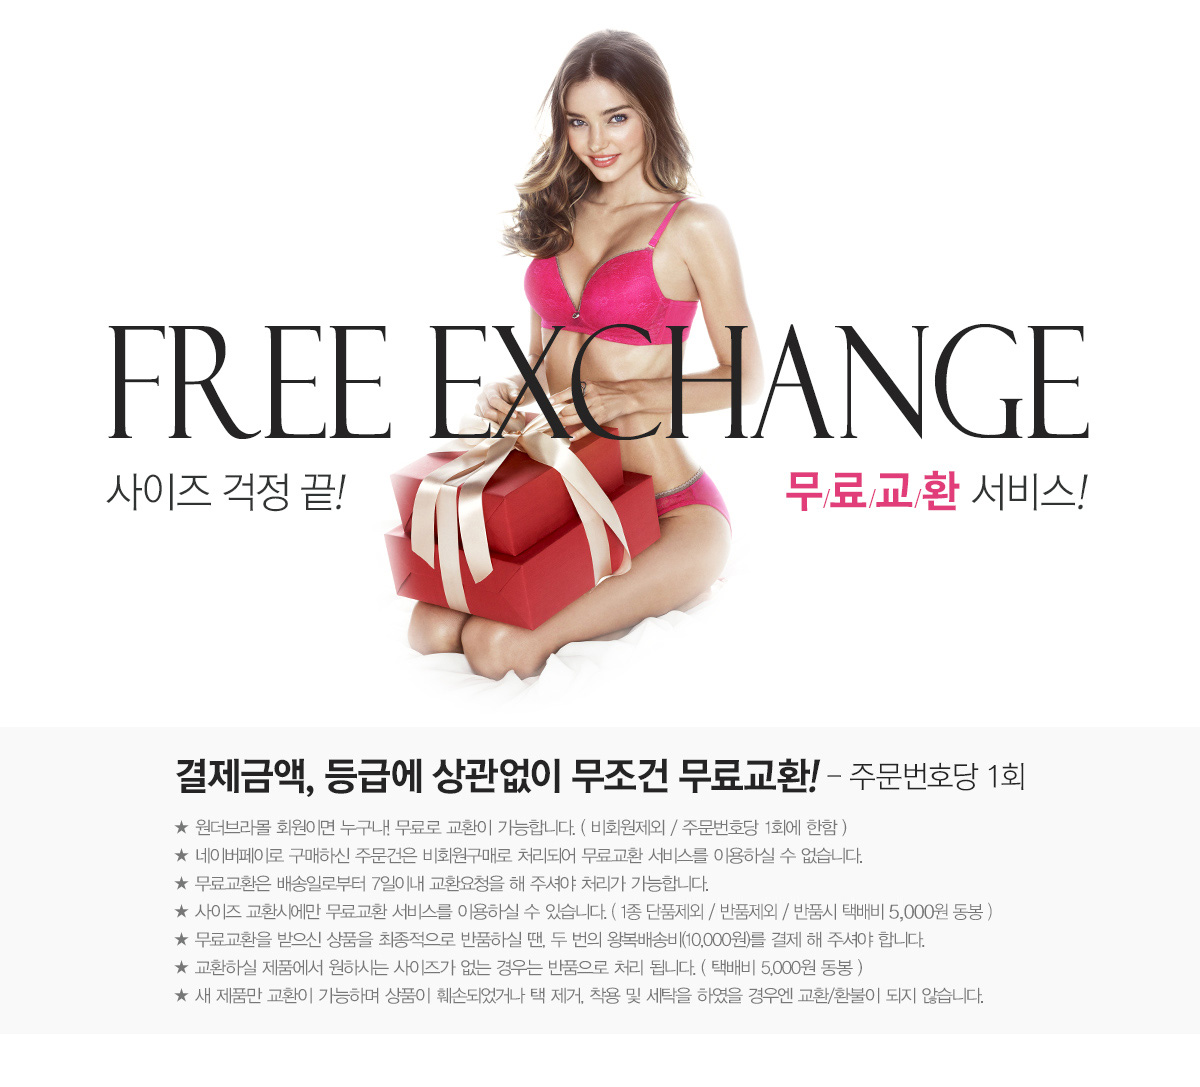 FREE EXCHANGE
사이즈 걱정 끝! 무/료/교/환 서비스!
결제금액, 등급에 상관없이 무조건 무료교환! - 주문번호당 1회
★ 원더브라몰 회원이면 누구나! 무료로 교환이 가능합니다. ( 비회원제외 / 주문번호당 1회에 한함 )
★ 네이버페이로 구매하신 주문건은 비회원구매로 처리되어 무료교환 서비스를 이용하실 수 없습니다.
★ 무료교환은 배송일로부터 7일이내 교환요청을 해 주셔야 처리가 가능합니다.
★ 사이즈 교환시에만 무료교환 서비스를 이용하실 수 있습니다. ( 1종 단품제외 / 반품제외 / 반품시 택배비 5,000원 동봉 )
★ 무료교환을 받으신 상품을 최종적으로 반품하실 땐, 두 번의 왕복배송비(10,000원)를 결제 해 주셔야 합니다.
★ 교환하실 제품에서 원하시는 사이즈가 없는 경우는 반품으로 처리 됩니다. ( 택배비 5,000원 동봉 )
★ 새 제품만 교환이 가능하며 상품이 훼손되었거나 택 제거, 착용 및 세탁을 하였을 경우엔 교환/환불이 되지 않습니다.